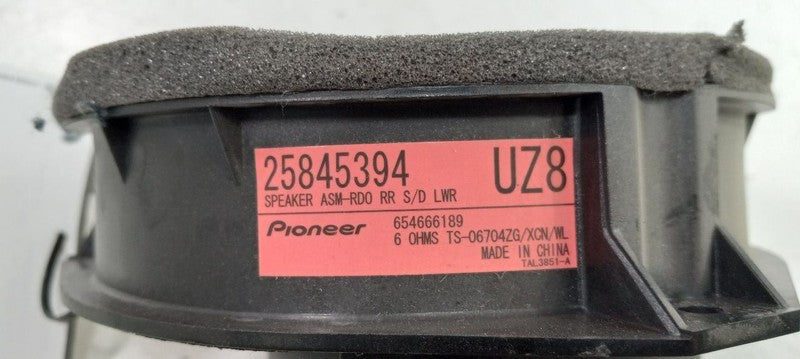 25845394 UZ8
SPEAKER ASM-RDO RR S/D LWR
Pioneer 654666189
6 OHMS TS-06704ZG/XCN/WL
MADE IN CHINA
TAL3851-A